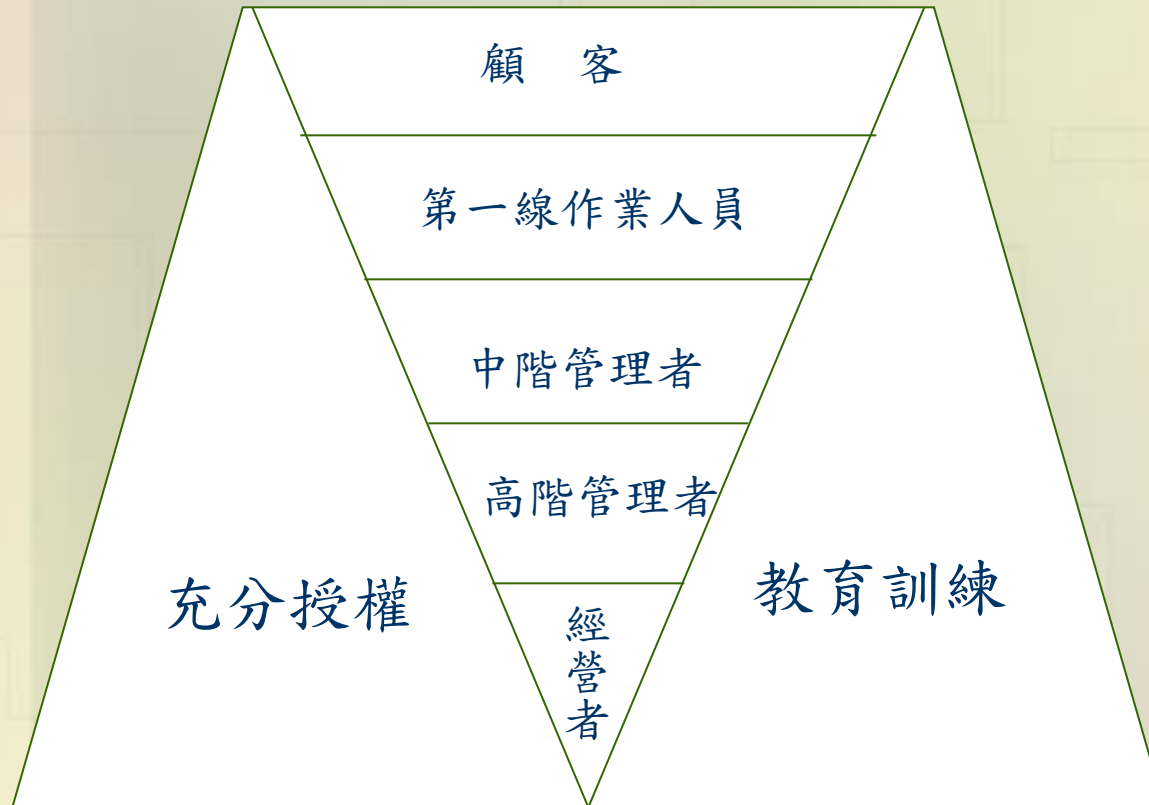 顧　客
第一線作業人員
中階管理者
高階管理者
充分授權
教育訓練
經營者